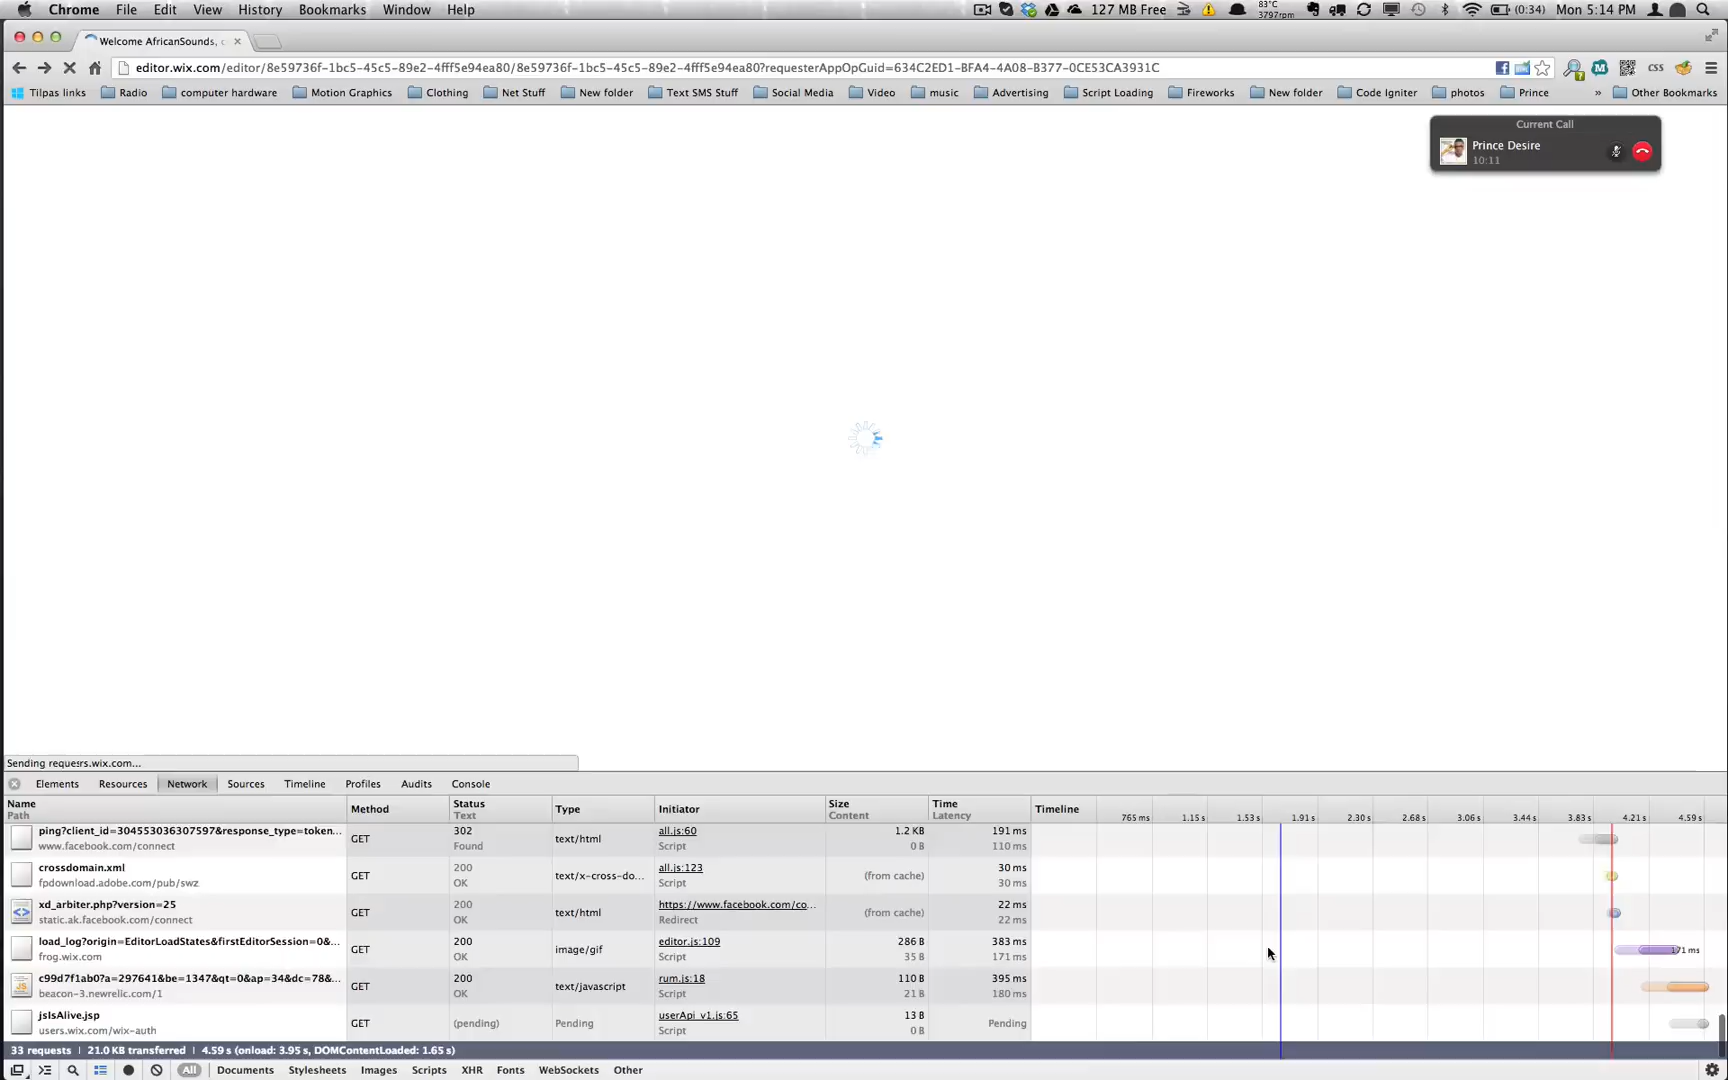 Chrome File Edit View History Bookmarks Window Help 127 MB Free 83°C 3797rpm (0:34) Mon 5:14 PM
Welcome AfricanSounds, c
editor.wix.com/editor/8e59736f-1bc5-45c5-89e2-4fff5e94ea80/8e59736f-1bc5-45c5-89e2-4fff5e94ea80?requesterAppOpGuid=634C2ED1-BFA4-4A08-B377-0CE53CA3931C CSS
Tilpas links Radio computer hardware Motion Graphics Clothing Net Stuff New folder Text SMS Stuff Social Media Video music Advertising Script Loading Fireworks New folder Code Igniter photos Prince » Other Bookmarks
Current Call
Prince Desire
10:11
Sending requers.wix.com...
Elements Resources Network Sources Timeline Profiles Audits Console
Name Path Method Status Text Type Initiator Size Content Time Latency Timeline 765 ms 1.15 s 1.53 s 1.91 s 2.30 s 2.68 s 3.06 s 3.44 s 3.83 s 4.21 s 4.59 s
ping?client_id=304553036307597&response_type=token... 302 all.js:60 1.2 KB 191 ms
www.facebook.com/connect GET Found text/html Script 0 B 110 ms
crossdomain.xml 200 all.js:123 30 ms
fpdownload.adobe.com/pub/swz GET OK text/x-cross-do... Script (from cache) 30 ms
xd_arbiter.php?version=25 200 https://www.facebook.com/co... 22 ms
static.ak.facebook.com/connect GET OK text/html Redirect (from cache) 22 ms
load_log?origin=EditorLoadStates&firstEditorSession=0&... 200 editor.js:109 286 B 383 ms
frog.wix.com GET OK image/gif Script 35 B 171 ms 171 ms
c99d7f1ab0?a=297641&be=1347&qt=0&ap=34&dc=78&... 200 rum.js:18 110 B 395 ms
beacon-3.newrelic.com/1 GET OK text/javascript Script 21 B 180 ms
jsIsAlive.jsp userApi_v1.js:65 13 B
users.wix.com/wix-auth GET (pending) Pending Script 0 B Pending
33 requests | 21.0 KB transferred | 4.59 s (onload: 3.95 s, DOMContentLoaded: 1.65 s)
All Documents Stylesheets Images Scripts XHR Fonts WebSockets Other